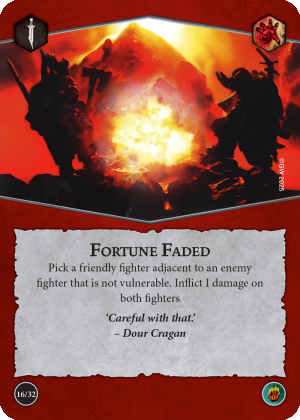 ©GW 2025
FORTUNE FADED
Pick a friendly fighter adjacent to an enemy
fighter that is not vulnerable. Inflict 1 damage on
both fighters
‘Careful with that.’
– Dour Cragan
16/32